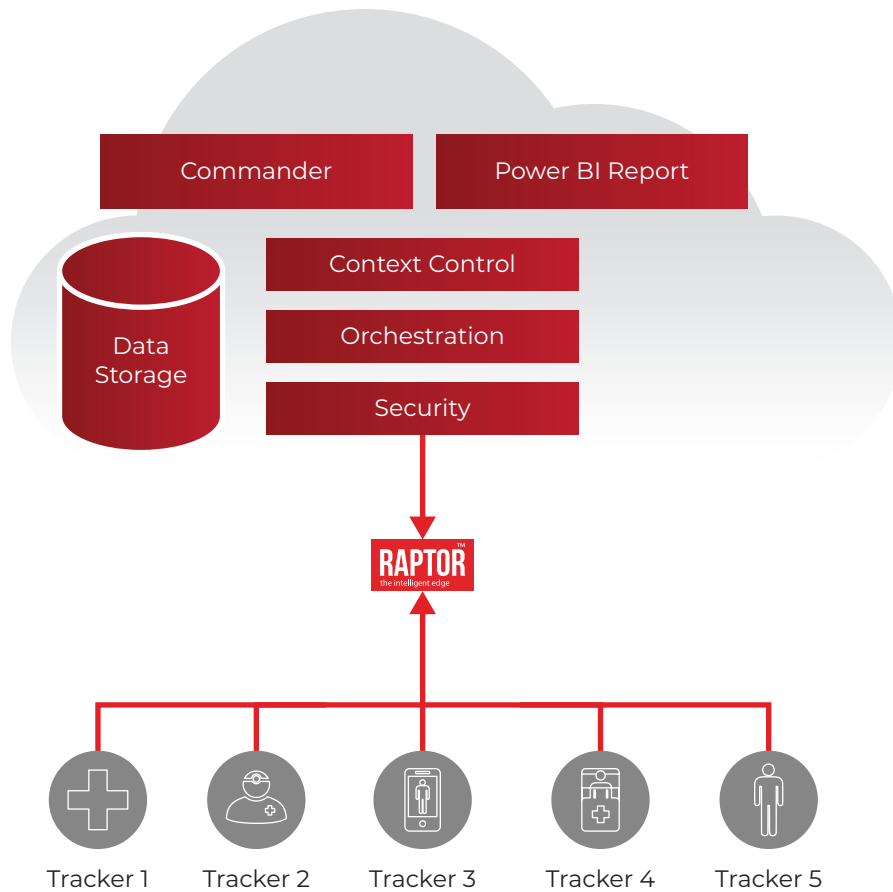 Commander
Power BI Report
Context Control
Data
Storage
Orchestration
Security
RAPTOR™
the intelligent edge
Tracker 1
Tracker 2
Tracker 3
Tracker 4
Tracker 5